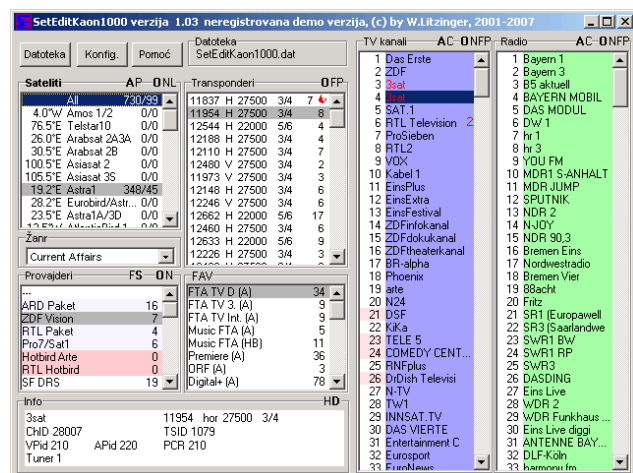 SetEditKaon1000 verzija 1.03 neregistrovana demo verzija, (c) by W.Litzinger, 2001-2007
Datoteka Konfig. Pomoć
Datoteka
SetEditKaon1000.dat
Sateliti AP ONL
All 730/99
4.0°W Amos 1/2 0/0
76.5°E Telstar10 0/0
26.0°E Arabsat 2A3A 0/0
30.5°E Arabsat 2B 0/0
100.5°E Asiasat 2 0/0
105.5°E Asiasat 3S 0/0
19.2°E Astra1 348/45
28.2°E Eurobird/Astr... 0/0
23.5°E Astra1A/3D 0/0
Transponderi OFP
11837 H 27500 3/4 7
11954 H 27500 3/4 8
12544 H 22000 5/6 4
12188 H 27500 3/4 4
12110 H 27500 3/4 7
12480 V 27500 3/4 2
11973 V 27500 3/4 3
12148 H 27500 3/4 6
12246 V 27500 3/4 6
12662 H 22000 5/6 17
12460 H 27500 3/4 6
12633 H 22000 5/6 9
12226 H 27500 3/4 3
Žanr
Current Affairs
Provajderi FS ON
---
ARD Paket 16
ZDF Vision 7
RTL Paket 4
Pro7/Sat1 6
Hotbird Arte 0
RTL Hotbird 0
SF DRS 19
FAV
FTA TV D (A) 34
FTA TV 3. (A) 9
FTA TV Int. (A) 9
Music FTA (A) 5
Music FTA (HB) 11
Premiere (A) 36
ORF (A) 3
Digital+ (A) 78
Info HD
3sat 11954 hor 27500 3/4
ChID 28007 TSID 1079
VPid 210 APid 220 PCR 210
Tuner 1
TV kanali AC-ONFP
1 Das Erste
2 ZDF
3 3sat
4 3sat
5 SAT.1
6 RTL Television 2
7 ProSieben
8 RTL2
9 VOX
10 Kabel 1
11 EinsPlus
12 EinsExtra
13 EinsFestival
14 ZDFinfokanal
15 ZDFdokukanal
16 ZDFtheaterkanal
17 BR-alpha
18 Phoenix
19 arte
20 N24
21 DSF
22 KiKa
23 TELE 5
24 COMEDY CENT...
25 RNFplus
26 DrDish Televisi
27 N-TV
28 TW1
29 INNSAT.TV
30 DAS VIERTE
31 Entertainment C
32 Eurosport
33 EuroNews
Radio AC ONFP
1 Bayern 1
2 Bayern 3
3 B5 aktuell
4 BAYERN MOBIL
5 DAS MODUL
6 DW 1
7 hr 1
8 hr 3
9 YOU FM
10 MDR1 S-ANHALT
11 MDR JUMP
12 SPUTNIK
13 NDR 2
14 N-JOY
15 NDR 90,3
16 Bremen Eins
17 Nordwestradio
18 Bremen Vier
19 88acht
20 Fritz
21 SR1 (Europawell
22 SR3 (Saarlandwe
23 SWR1 BW
24 SWR1 RP
25 SWR3
26 DASDING
27 Eins Live
28 WDR 2
29 WDR Funkhaus ...
30 Eins Live diggi
31 ANTENNE BAY...
32 DLF-Köln
33 harmony.fm